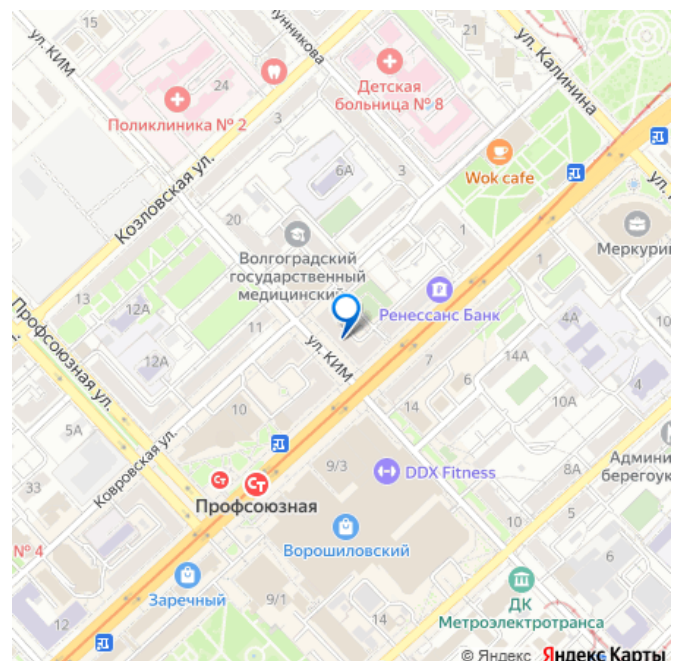 ул. КИМ
15
унникова
21
ул. Калинина
24
Детская
больница № 8
Поликлиника № 2
3
6А
3
Wok cafe
Козловская ул.
20
Волгоградский
государственный
медицинский
1
1
Меркурий
ул.
13
12А
11
Ренессанс Банк
4А
10
Профсоюзная ул.
12А
ул. КИМ
7
14А
6
10А
5А
10
14
Ковровская ул.
33
9/3
DDX Fitness
8А
Админи
берегоук
Профсоюзная
10
5
№ 4
Ворошиловский
6
Заречный
9/1
14
ДК
Метроэлектротранса
12
© Яндекс Яндекс Карты